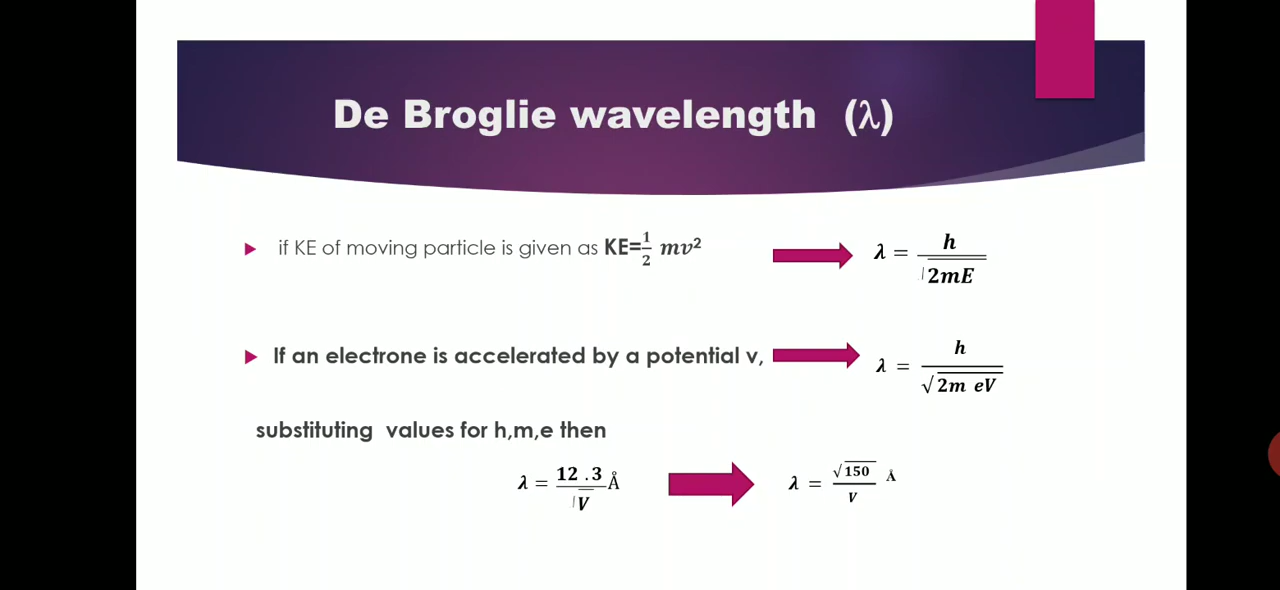 De Broglie wavelength (λ)
if KE of moving particle is given as KE=1/2 mv² λ = h/√2mE
If an electrone is accelerated by a potential v, λ = h/√2m eV
substituting values for h,m,e then
λ = 12 .3/√V Å λ = √150/V Å